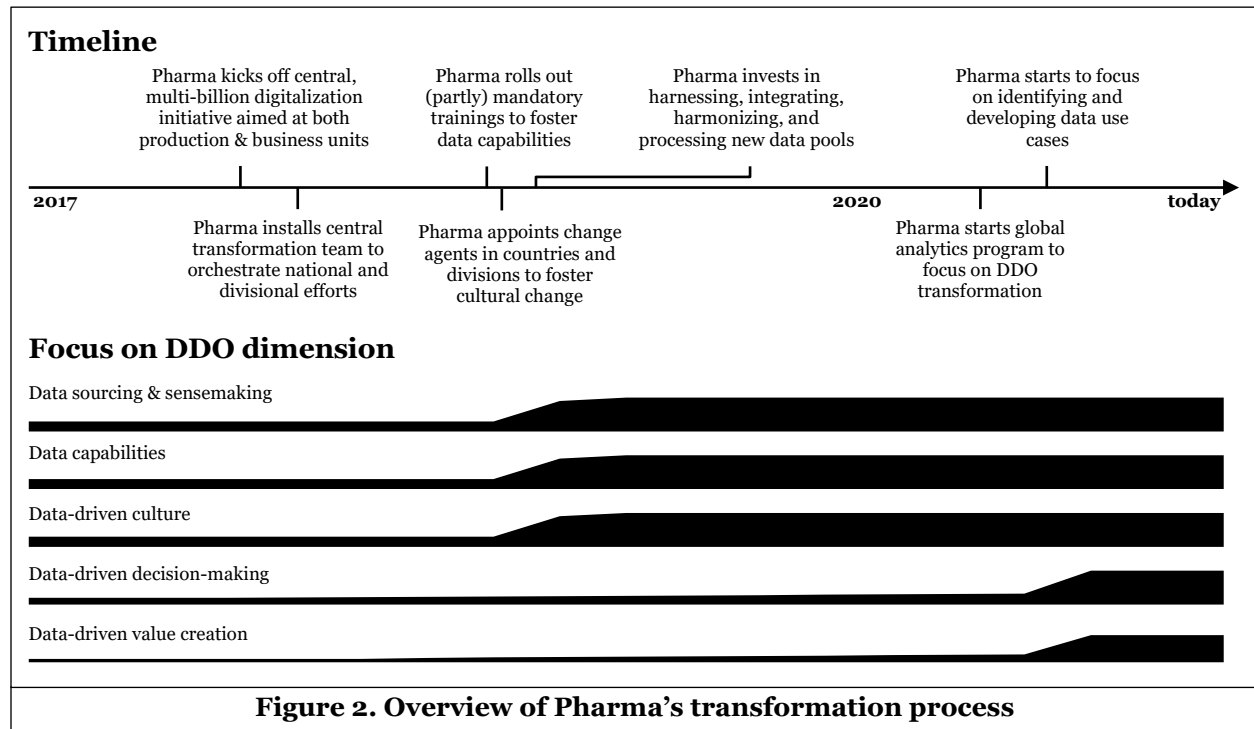 Timeline
Pharma kicks off central,
multi-billion digitalization
initiative aimed at both
production & business units
Pharma rolls out
(partly) mandatory
trainings to foster
data capabilities
Pharma invests in
harnessing, integrating,
harmonizing, and
processing new data pools
Pharma starts to focus
on identifying and
developing data use
cases
2017
2020
today
Pharma installs central
transformation team to
orchestrate national and
divisional efforts
Pharma appoints change
agents in countries and
divisions to foster
cultural change
Pharma starts global
analytics program to
focus on DDO
transformation
Focus on DDO dimension
Data sourcing & sensemaking
Data capabilities
Data-driven culture
Data-driven decision-making
Data-driven value creation
Figure 2. Overview of Pharma’s transformation process